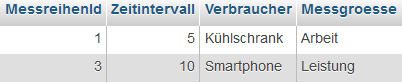 MessreihenId Zeitintervall Verbraucher Messgroesse
1 5 Kühlschrank Arbeit
3 10 Smartphone Leistung